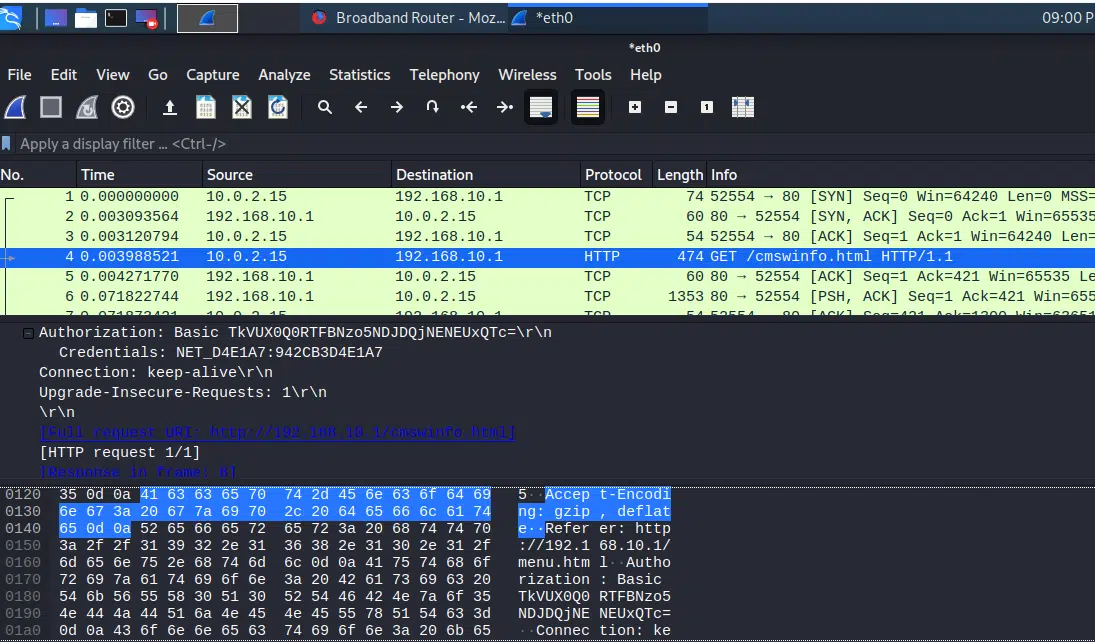 Broadband Router - Moz...
*eth0
09:00 P
*eth0
File Edit View Go Capture Analyze Statistics Telephony Wireless Tools Help
Apply a display filter … <Ctrl-/>
No. Time Source Destination Protocol Length Info
1 0.000000000 10.0.2.15 192.168.10.1 TCP 74 52554 → 80 [SYN] Seq=0 Win=64240 Len=0 MSS=
2 0.003093564 192.168.10.1 10.0.2.15 TCP 60 80 → 52554 [SYN, ACK] Seq=0 Ack=1 Win=65535
3 0.003120794 10.0.2.15 192.168.10.1 TCP 54 52554 → 80 [ACK] Seq=1 Ack=1 Win=64240 Len=
4 0.003988521 10.0.2.15 192.168.10.1 HTTP 474 GET /cmswinfo.html HTTP/1.1
5 0.004271770 192.168.10.1 10.0.2.15 TCP 60 80 → 52554 [ACK] Seq=1 Ack=421 Win=65535 Le
6 0.071822744 192.168.10.1 10.0.2.15 TCP 1353 80 → 52554 [PSH, ACK] Seq=1 Ack=421 Win=655
Authorization: Basic TkVUX0Q0RTFBNzo5NDJDQjNENEUxQTc=\r\n
Credentials: NET_D4E1A7:942CB3D4E1A7
Connection: keep-alive\r\n
Upgrade-Insecure-Requests: 1\r\n
\r\n
[Full request URI: http://192.168.10.1/cmswinfo.html]
[HTTP request 1/1]
[Response in frame: 8]
0120 35 0d 0a 41 63 63 65 70 74 2d 45 6e 63 6f 64 69 5··Accep t-Encodi
0130 6e 67 3a 20 67 7a 69 70 2c 20 64 65 66 6c 61 74 ng: gzip , deflat
0140 65 0d 0a 52 65 66 65 72 65 72 3a 20 68 74 74 70 e··Refer er: http
0150 3a 2f 2f 31 39 32 2e 31 36 38 2e 31 30 2e 31 2f ://192.1 68.10.1/
0160 6d 65 6e 75 2e 68 74 6d 6c 0d 0a 41 75 74 68 6f menu.htm l··Autho
0170 72 69 7a 61 74 69 6f 6e 3a 20 42 61 73 69 63 20 rization : Basic
0180 54 6b 56 55 58 30 51 30 52 54 46 42 4e 7a 6f 35 TkVUX0Q0 RTFBNzo5
0190 4e 44 4a 44 51 6a 4e 45 4e 45 55 78 51 54 63 3d NDJDQjNE NEUxQTc=
01a0 0d 0a 43 6f 6e 6e 65 63 74 69 6f 6e 3a 20 6b 65 ··Connec tion: ke